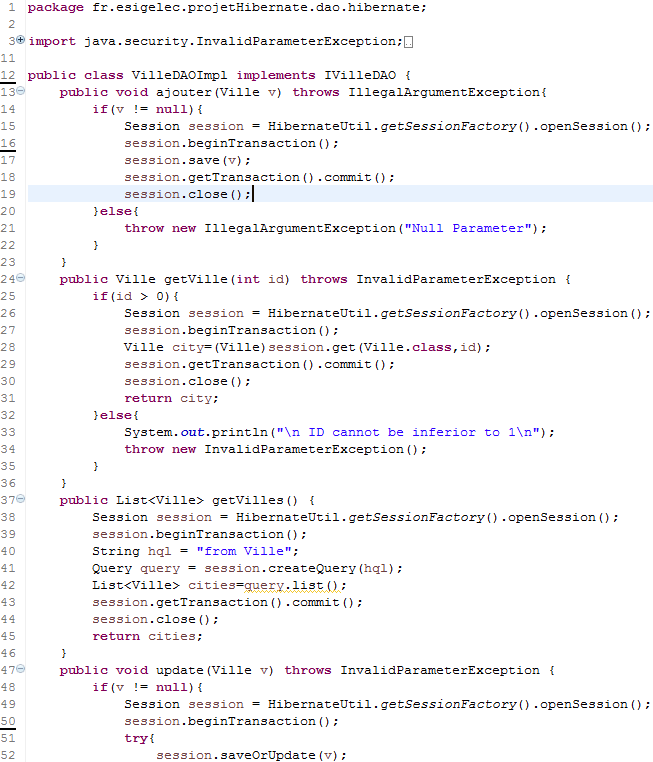 1 package fr.esigelec.projetHibernate.dao.hibernate;
2
3 import java.security.InvalidParameterException;
11
12 public class VilleDAOImpl implements IVilleDAO {
13     public void ajouter(Ville v) throws IllegalArgumentException{
14         if(v != null){
15             Session session = HibernateUtil.getSessionFactory().openSession();
16             session.beginTransaction();
17             session.save(v);
18             session.getTransaction().commit();
19             session.close();
20         }else{
21             throw new IllegalArgumentException("Null Parameter");
22         }
23     }
24     public Ville getVille(int id) throws InvalidParameterException {
25         if(id > 0){
26             Session session = HibernateUtil.getSessionFactory().openSession();
27             session.beginTransaction();
28             Ville city=(Ville)session.get(Ville.class,id);
29             session.getTransaction().commit();
30             session.close();
31             return city;
32         }else{
33             System.out.println("\n ID cannot be inferior to 1\n");
34             throw new InvalidParameterException();
35         }
36     }
37     public List<Ville> getVilles() {
38         Session session = HibernateUtil.getSessionFactory().openSession();
39         session.beginTransaction();
40         String hql = "from Ville";
41         Query query = session.createQuery(hql);
42         List<Ville> cities=query.list();
43         session.getTransaction().commit();
44         session.close();
45         return cities;
46     }
47     public void update(Ville v) throws InvalidParameterException {
48         if(v != null){
49             Session session = HibernateUtil.getSessionFactory().openSession();
50             session.beginTransaction();
51             try{
52                 session.saveOrUpdate(v);